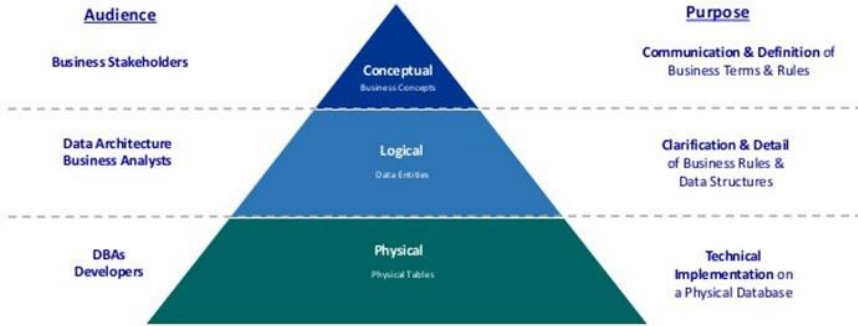 Audience
Purpose
Business Stakeholders
Conceptual
Business Concepts
Communication & Definition of
Business Terms & Rules
Data Architecture
Business Analysts
Logical
Data Entities
Clarification & Detail
of Business Rules &
Data Structures
DBAs
Developers
Physical
Physical Tables
Technical
Implementation on
a Physical Database